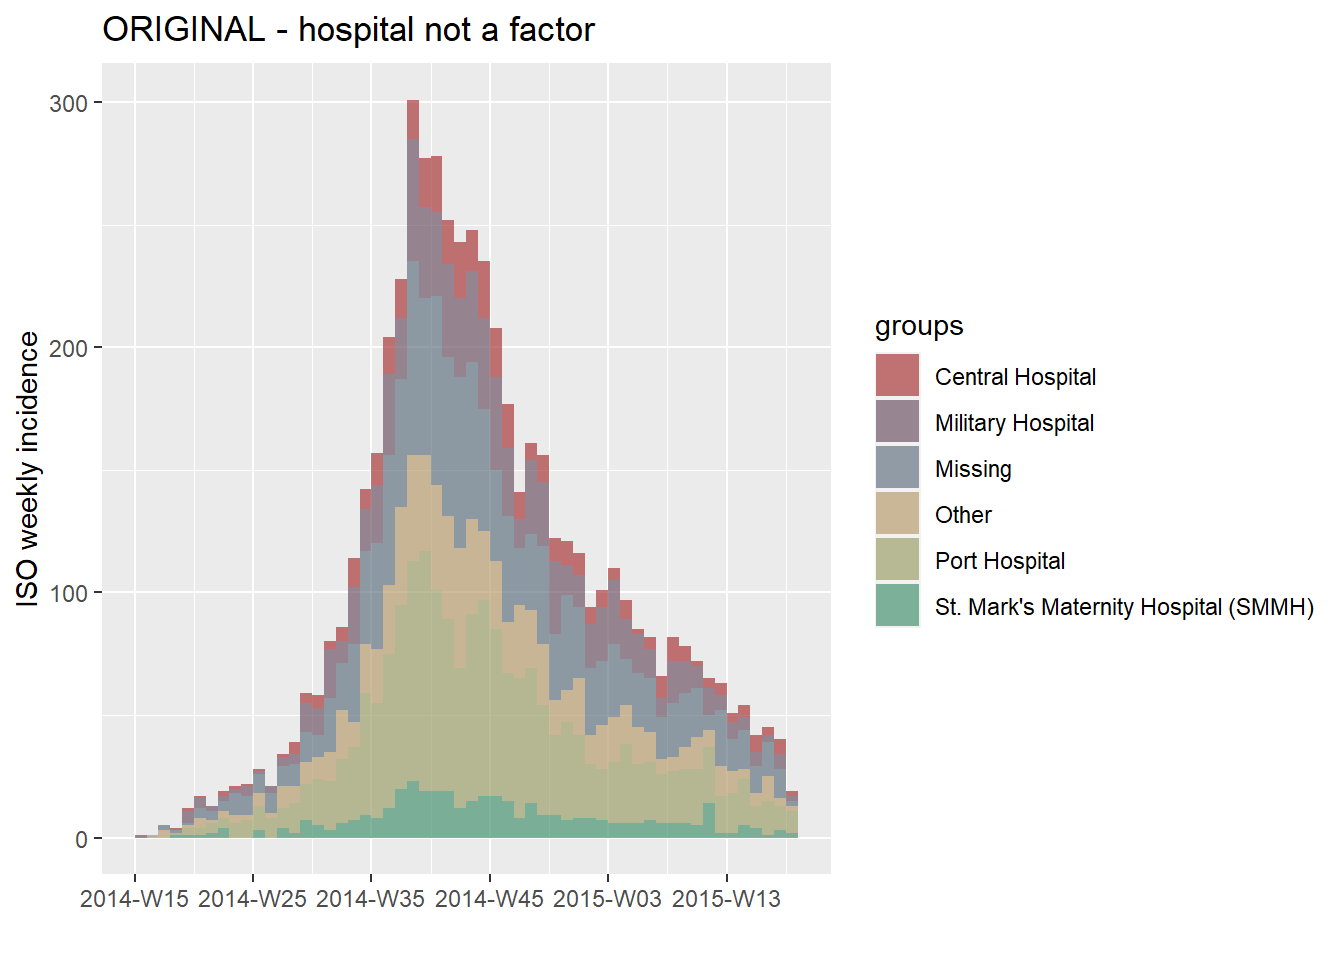 ORIGINAL - hospital not a factor
ISO weekly incidence
300
200
100
0
2014-W15 2014-W25 2014-W35 2014-W45 2015-W03 2015-W13
groups
Central Hospital
Military Hospital
Missing
Other
Port Hospital
St. Mark's Maternity Hospital (SMMH)